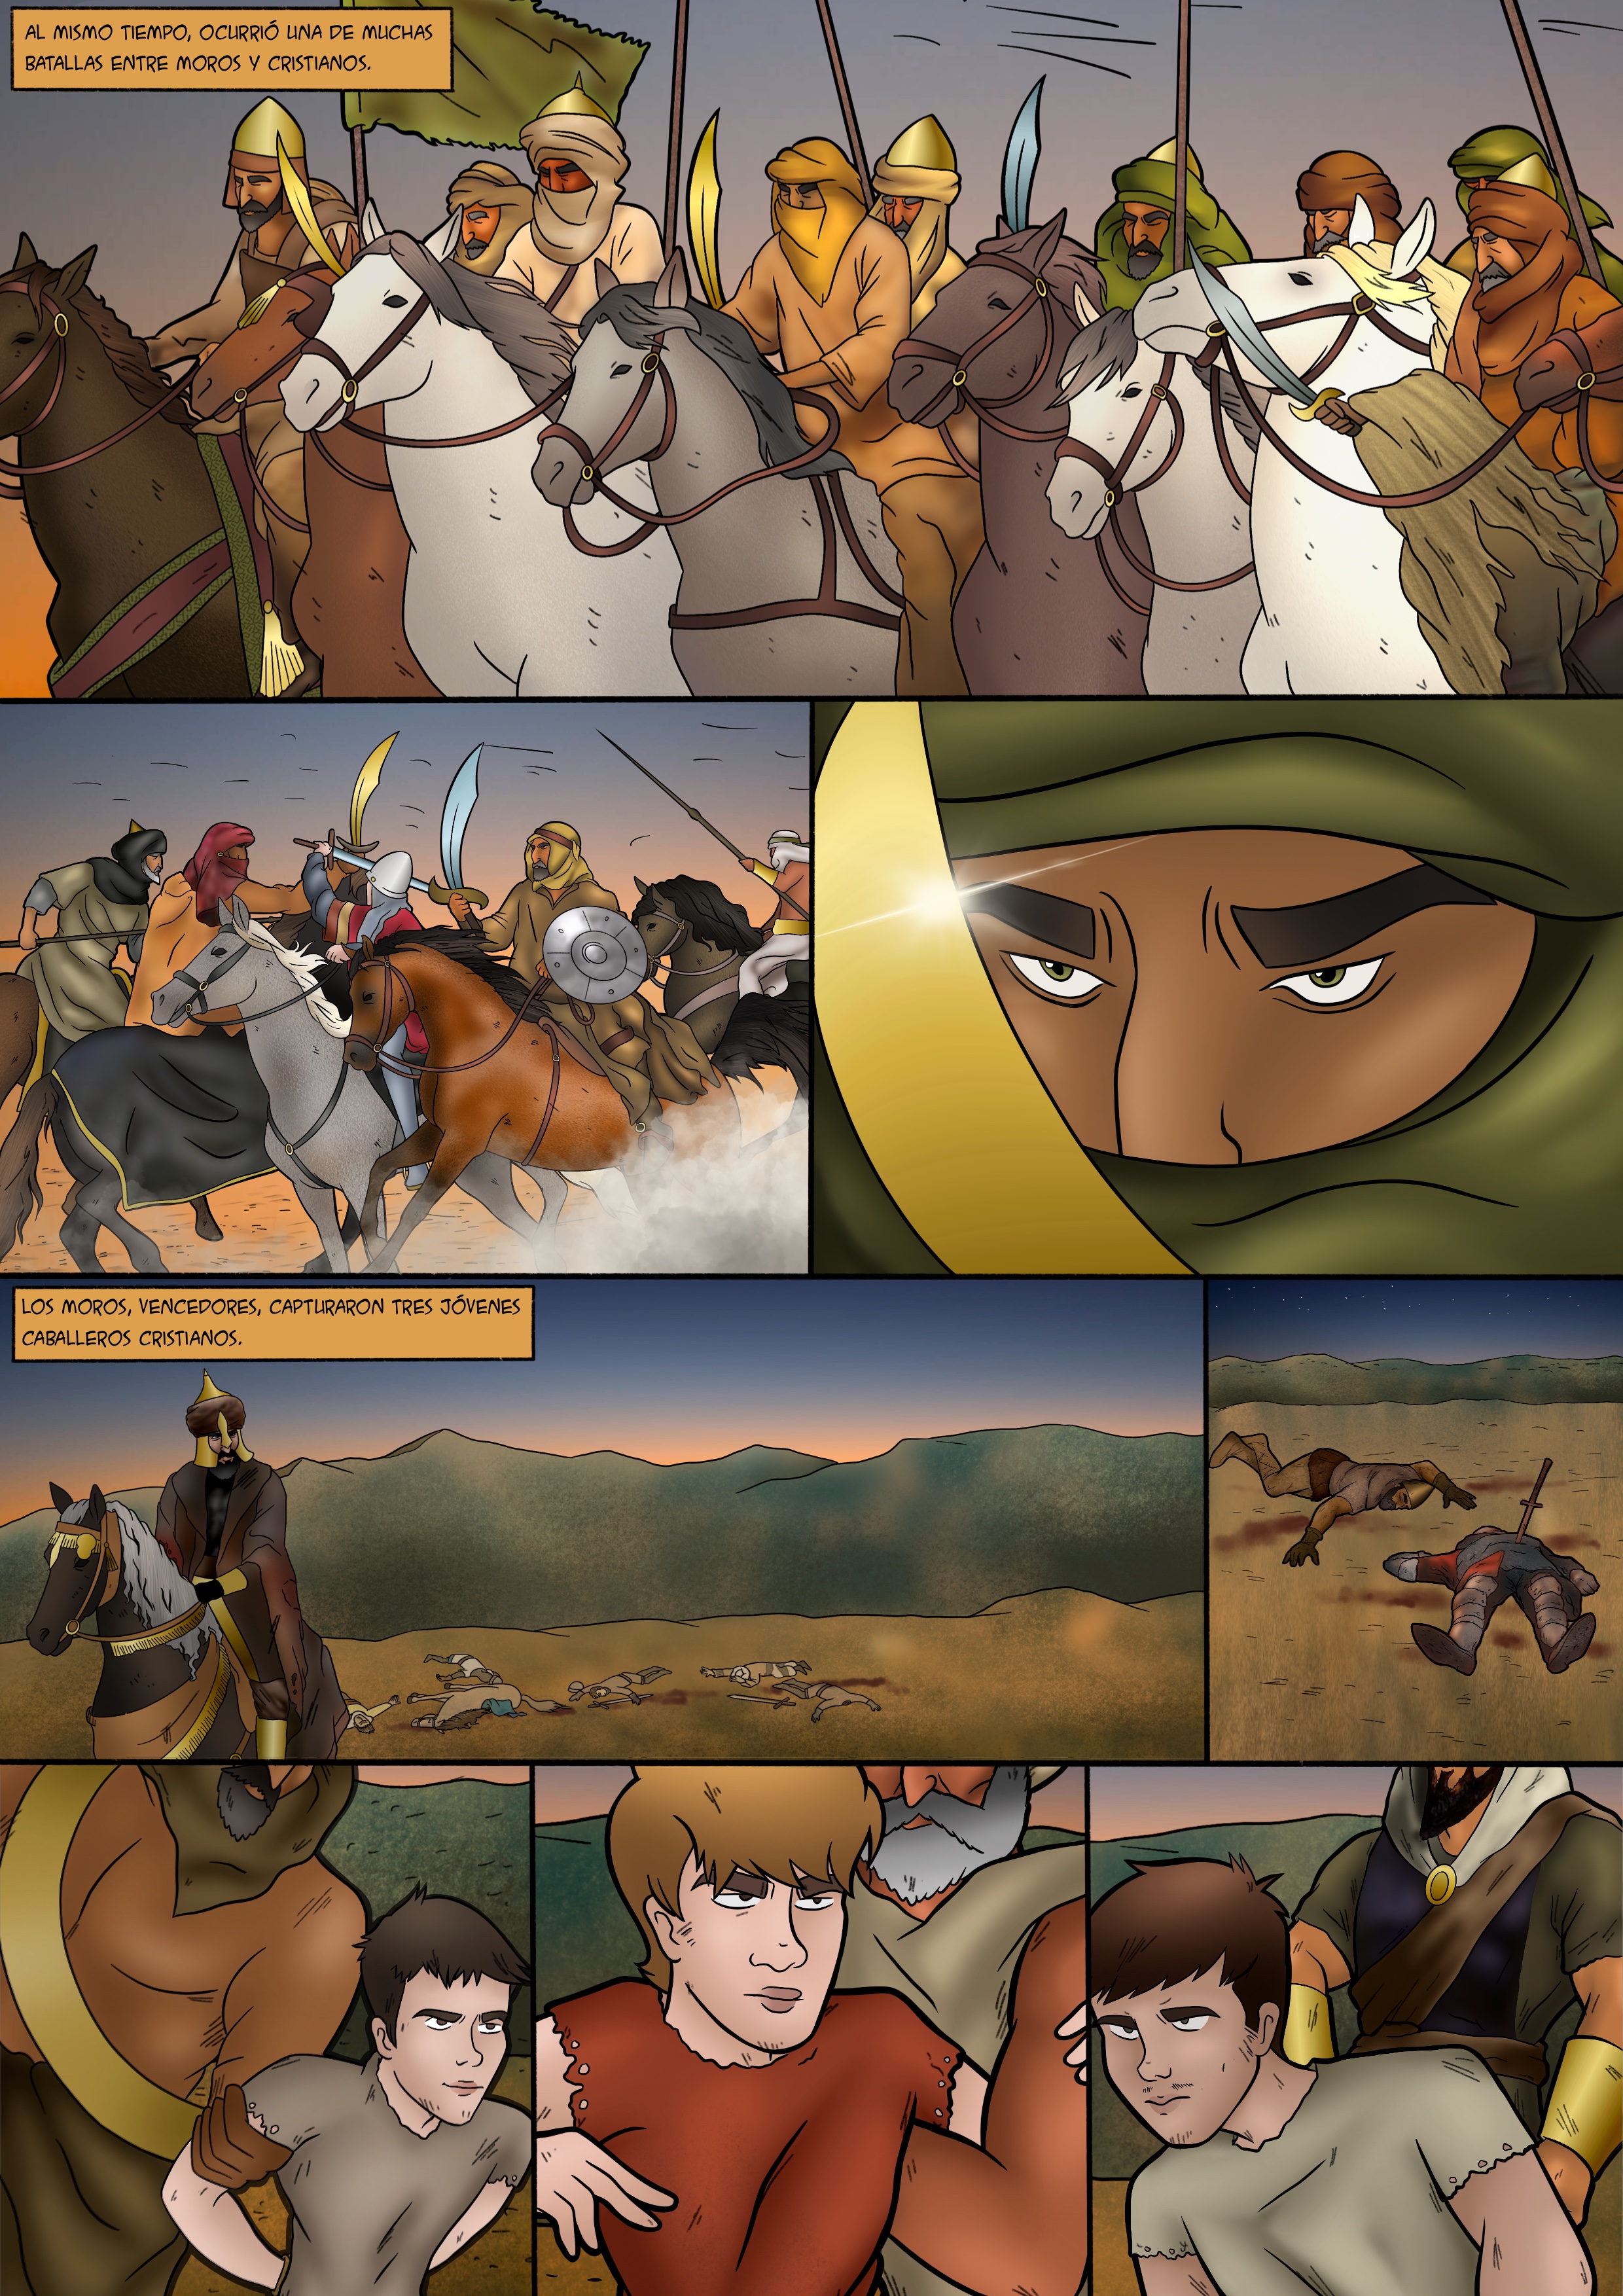 AL MISMO TIEMPO, OCURRIÓ UNA DE MUCHAS
BATALLAS ENTRE MOROS Y CRISTIANOS.
LOS MOROS, VENCEDORES, CAPTURARON TRES JÓVENES
CABALLEROS CRISTIANOS.